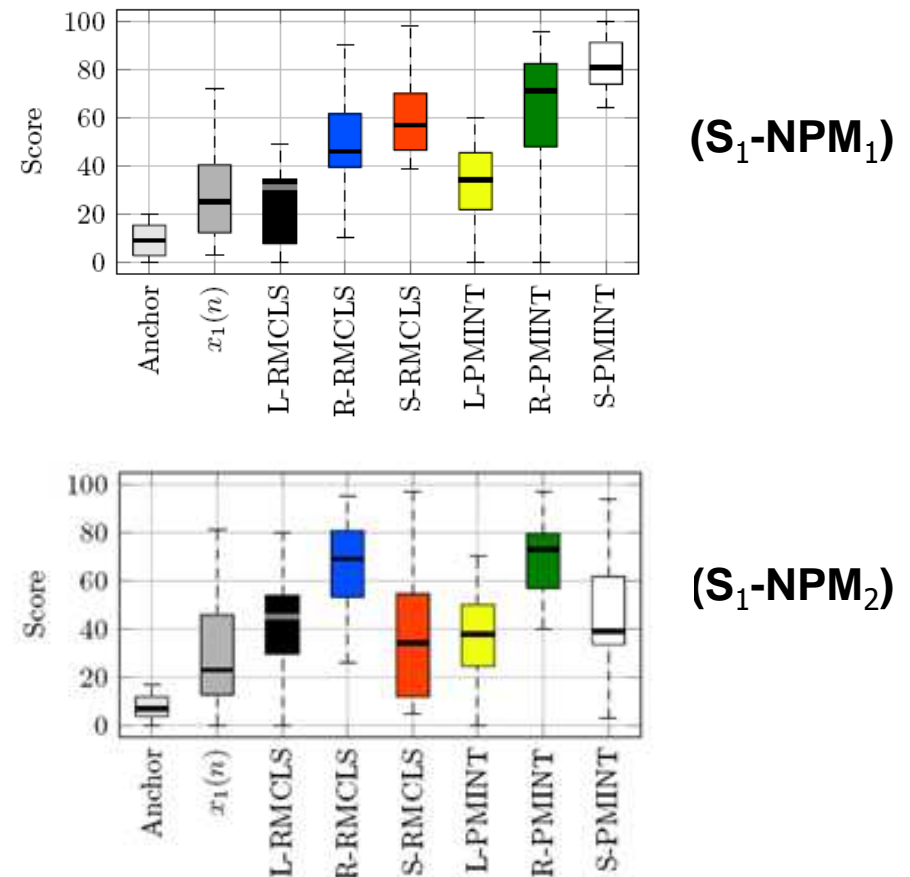 100
80
60
40
20
0
Score
Anchor
x₁(n)
L-RMCLS
R-RMCLS
S-RMCLS
L-PMINT
R-PMINT
S-PMINT
(S₁-NPM₁)
100
80
60
40
20
0
Score
Anchor
x₁(n)
L-RMCLS
R-RMCLS
S-RMCLS
L-PMINT
R-PMINT
S-PMINT
(S₁-NPM₂)